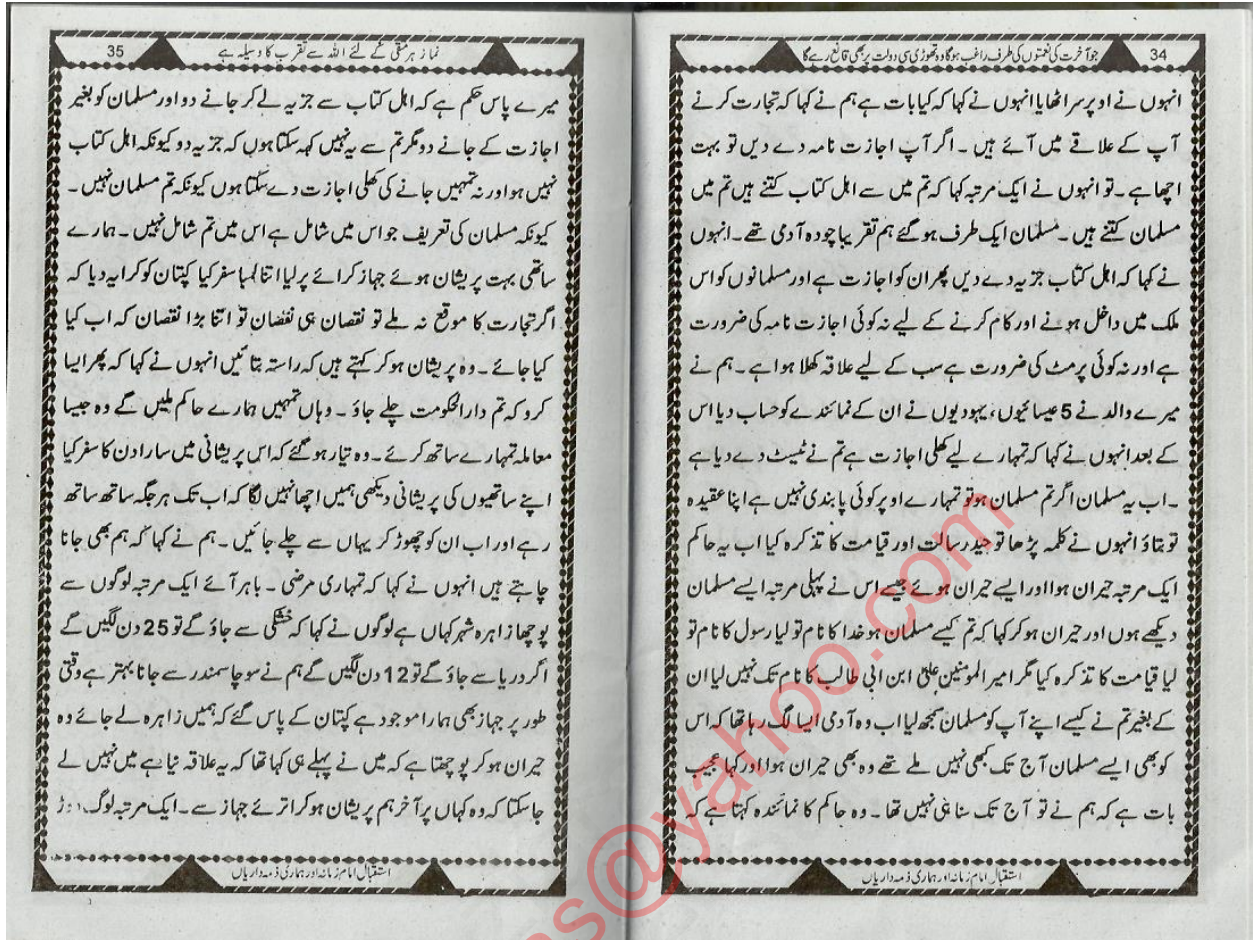 34
جو آخرت کی نعمتوں کی طرف راغب ہوگا وہ تھوڑی سی دولت پر بھی قانع رہے گا
انہوں نے اوپر سر اٹھایا انہوں نے کہا کہ کیا بات ہے ہم نے کہا کہ تجارت کرنے
آپ کے علاقے میں آئے ہیں ۔ اگر آپ اجازت نامہ دے دیں تو بہت
اچھا ہے ۔ تو انہوں نے ایک مرتبہ کہا کہ تم میں سے اہل کتاب کتنے ہیں تم میں
مسلمان کتنے ہیں ۔ مسلمان ایک طرف ہو گئے ہم تقریبا چودہ آدمی تھے ۔ انہوں
نے کہا کہ اہل کتاب جزیہ دے دیں پھر ان کو اجازت ہے اور مسلمانوں کو اس
ملک میں داخل ہونے اور کام کرنے کے لیے نہ کوئی اجازت نامہ کی ضرورت
ہے اور نہ کوئی پرمٹ کی ضرورت ہے سب کے لیے علاقہ کھلا ہوا ہے ۔ ہم نے
میرے والد نے 5 عیسائیوں، یہودیوں نے ان کے نمائندے کو حساب دیا اس
کے بعد انہوں نے کہا کہ تمہارے لیے کھلی اجازت ہے تم نے ٹیسٹ دے دیا ہے
۔ اب یہ مسلمان اگر تم مسلمان ہو تو تمہارے اوپر کوئی پابندی نہیں ہے اپنا عقیدہ
تو بتاؤ انہوں نے کلمہ پڑھا توحید رسالت اور قیامت کا تذکرہ کیا اب یہ حاکم
ایک مرتبہ حیران ہوا اور ایسے حیران ہوئے جیسے اس نے پہلی مرتبہ ایسے مسلمان
دیکھے ہوں اور حیران ہو کر کہا کہ تم کیسے مسلمان ہو خدا کا نام تو لیا رسول کا نام تو
لیا قیامت کا تذکرہ کیا مگر امیر المومنین علیؑ ابن ابی طالب کا نام تک نہیں لیا ان
کے بغیر تم نے کیسے اپنے آپ کو مسلمان سمجھ لیا اب وہ آدمی ایسا لگ رہا تھا کہ اس
کو بھی ایسے مسلمان آج تک کبھی نہیں ملے تھے وہ بھی حیران ہوا اور کہا عجیب
بات ہے کہ ہم نے تو آج تک سنا ہی نہیں تھا ۔ وہ حاکم کا نمائندہ کہتا ہے کہ
استقبال امام زمانہ اور ہماری ذمہ داریاں
35
نماز ہر متقی کے لئے اللہ سے تقرب کا وسیلہ ہے
میرے پاس حکم ہے کہ اہل کتاب سے جزیہ لے کر جانے دو اور مسلمان کو بغیر
اجازت کے جانے دو مگر تم سے یہ نہیں کہہ سکتا ہوں کہ جزیہ دو کیونکہ اہل کتاب
نہیں ہو اور نہ تمہیں جانے کی کھلی اجازت دے سکتا ہوں کیونکہ تم مسلمان نہیں ۔
کیونکہ مسلمان کی تعریف جو اس میں شامل ہے اس میں تم شامل نہیں ۔ ہمارے
ساتھی بہت پریشان ہوئے جہاز کرائے پر لیا اتنا لمبا سفر کیا کپتان کو کرایہ دیا کہ
اگر تجارت کا موقع نہ ملے تو نقصان ہی نقصان تو اتنا بڑا نقصان کہ اب کیا
کیا جائے ۔ وہ پریشان ہو کر کہتے ہیں کہ راستہ بتائیں انہوں نے کہا کہ پھر ایسا
کرو کہ تم دارالحکومت چلے جاؤ ۔ وہاں تمہیں ہمارے حاکم ملیں گے وہ جیسا
معاملہ تمہارے ساتھ کرئے ۔ وہ تیار ہو گئے کہ اس پریشانی میں سارا دن کا سفر کیا
اپنے ساتھیوں کی پریشانی دیکھی ہمیں اچھا نہیں لگا کہ اب تک ہر جگہ ساتھ ساتھ
رہے اور اب ان کو چھوڑ کر یہاں سے چلے جائیں ۔ ہم نے کہا کہ ہم بھی جانا
چاہتے ہیں انہوں نے کہا کہ تمہاری مرضی ۔ باہر آئے ایک مرتبہ لوگوں سے
پوچھا زاہرہ شہر کہاں ہے لوگوں نے کہا کہ خشکی سے جاؤ گے تو 25 دن لگیں گے
اگر دریا سے جاؤ گے تو 12 دن لگیں گے ہم نے سوچا سمندر سے جانا بہتر ہے وقتی
طور پر جہاز بھی ہمارا موجود ہے کپتان کے پاس گئے کہ ہمیں زاہرہ لے جائے وہ
حیران ہو کر پوچھتا ہے کہ میں نے پہلے ہی کہا تھا کہ یہ علاقہ نیا ہے میں نہیں لے
جا سکتا کہ وہ کہاں پر آخر ہم پریشان ہو کر اترئے جہاز سے ۔ ایک مرتبہ لوگ دوڑ
استقبال امام زمانہ اور ہماری ذمہ داریاں
s@yahoo.com